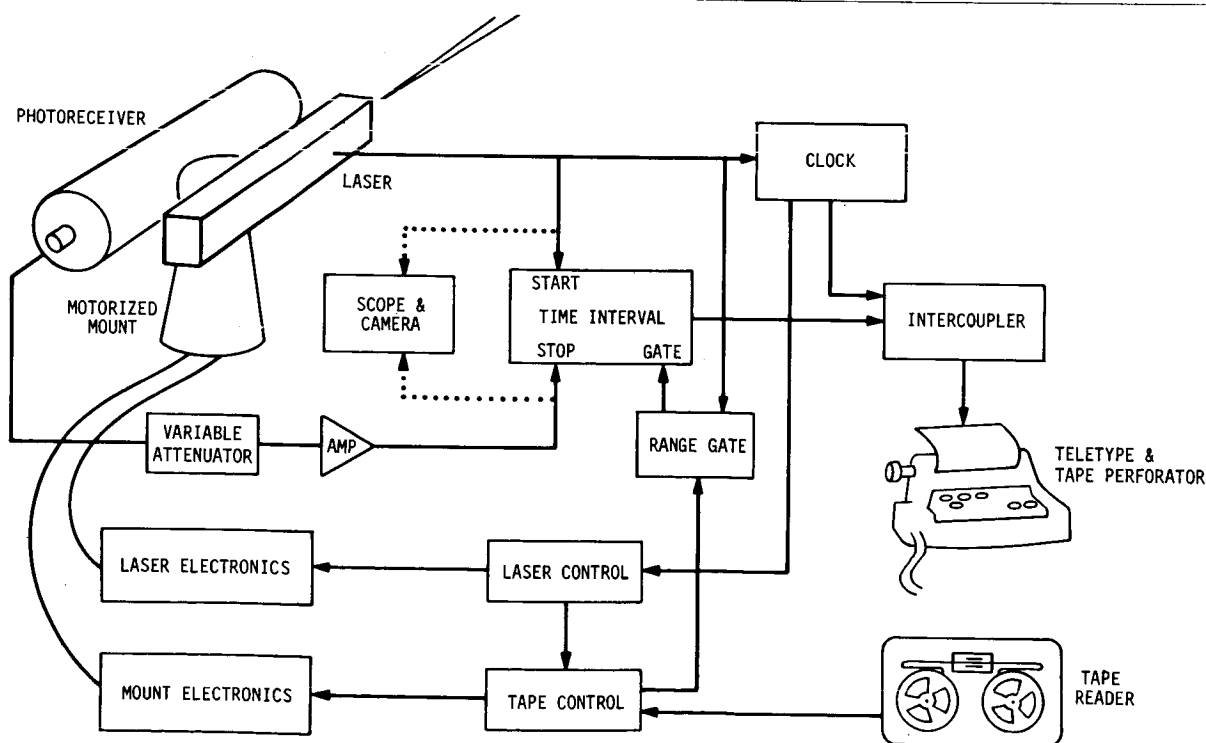 PHOTORECEIVER
LASER
CLOCK
MOTORIZED
MOUNT
SCOPE &
CAMERA
START
TIME INTERVAL
STOP GATE
INTERCOUPLER
VARIABLE
ATTENUATOR
AMP
RANGE GATE
TELETYPE &
TAPE PERFORATOR
LASER ELECTRONICS
LASER CONTROL
MOUNT ELECTRONICS
TAPE CONTROL
TAPE
READER